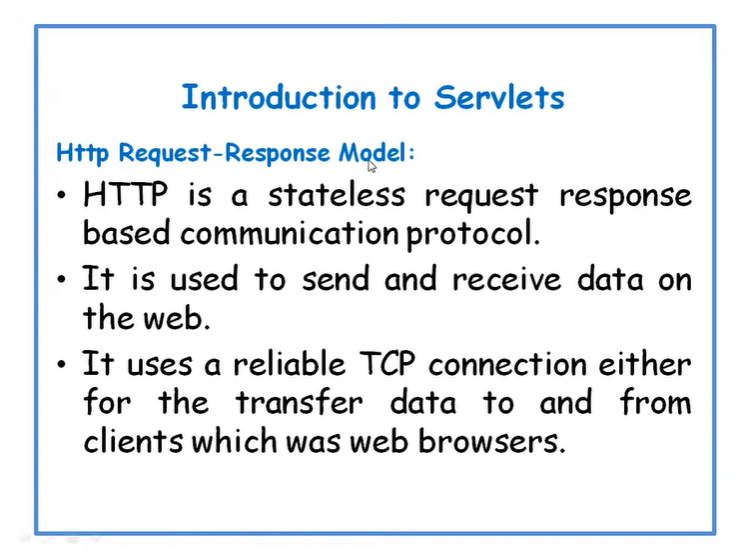 Introduction to Servlets
Http Request-Response Model:
• HTTP is a stateless request response
based communication protocol.
• It is used to send and receive data on
the web.
• It uses a reliable TCP connection either
for the transfer data to and from
clients which was web browsers.